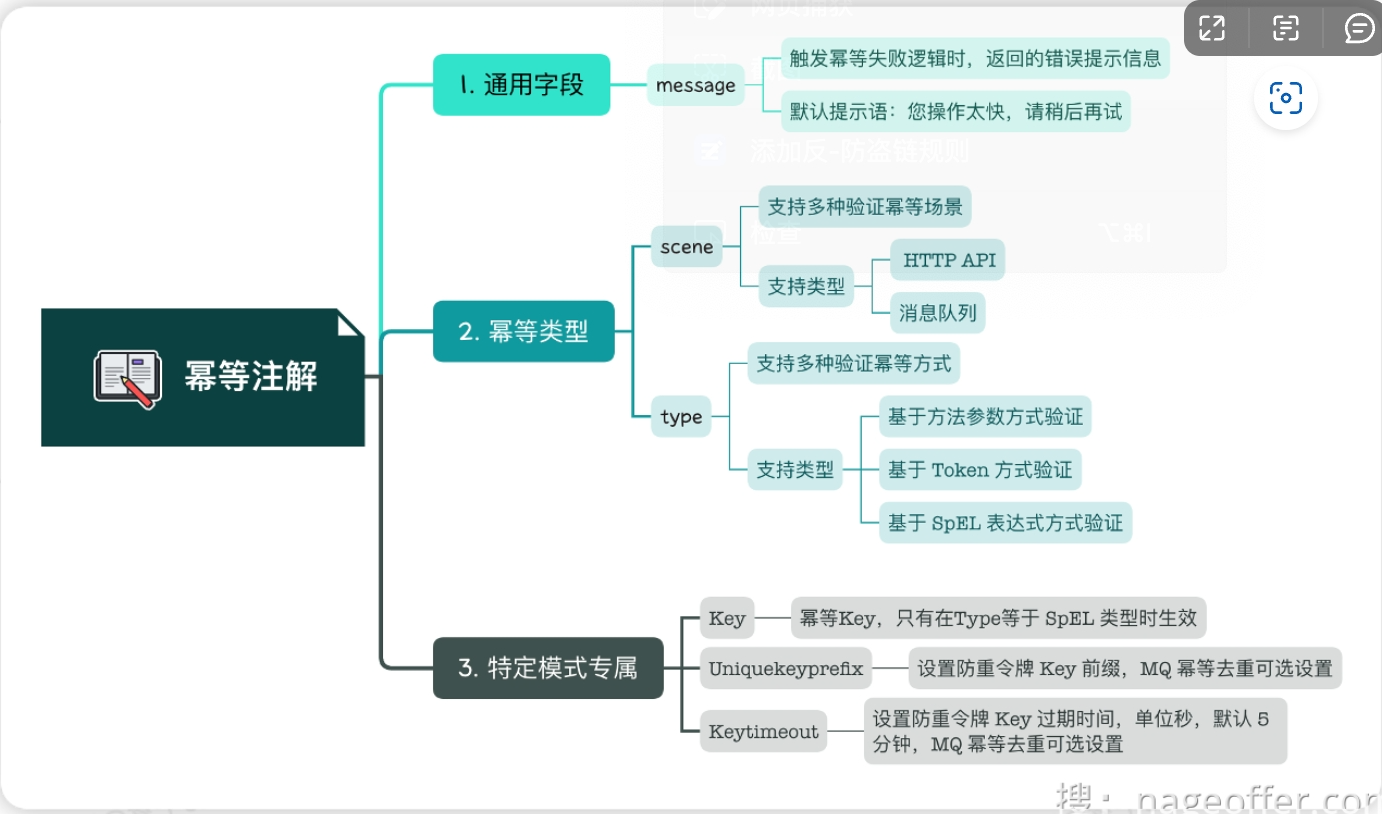 网页捕获
1. 通用字段
message
触发幂等失败逻辑时，返回的错误提示信息
默认提示语：您操作太快，请稍后再试
添加反-防盗链规则
检查
⌥⌘I
幂等注解
2. 幂等类型
scene
支持多种验证幂等场景
支持类型
HTTP API
消息队列
type
支持多种验证幂等方式
支持类型
基于方法参数方式验证
基于 Token 方式验证
基于 SpEL 表达式方式验证
3. 特定模式专属
Key
幂等Key，只有在Type等于 SpEL 类型时生效
Uniquekeyprefix
设置防重令牌 Key 前缀，MQ 幂等去重可选设置
Keytimeout
设置防重令牌 Key 过期时间，单位秒，默认 5
分钟，MQ 幂等去重可选设置
搜：nageoffer.com